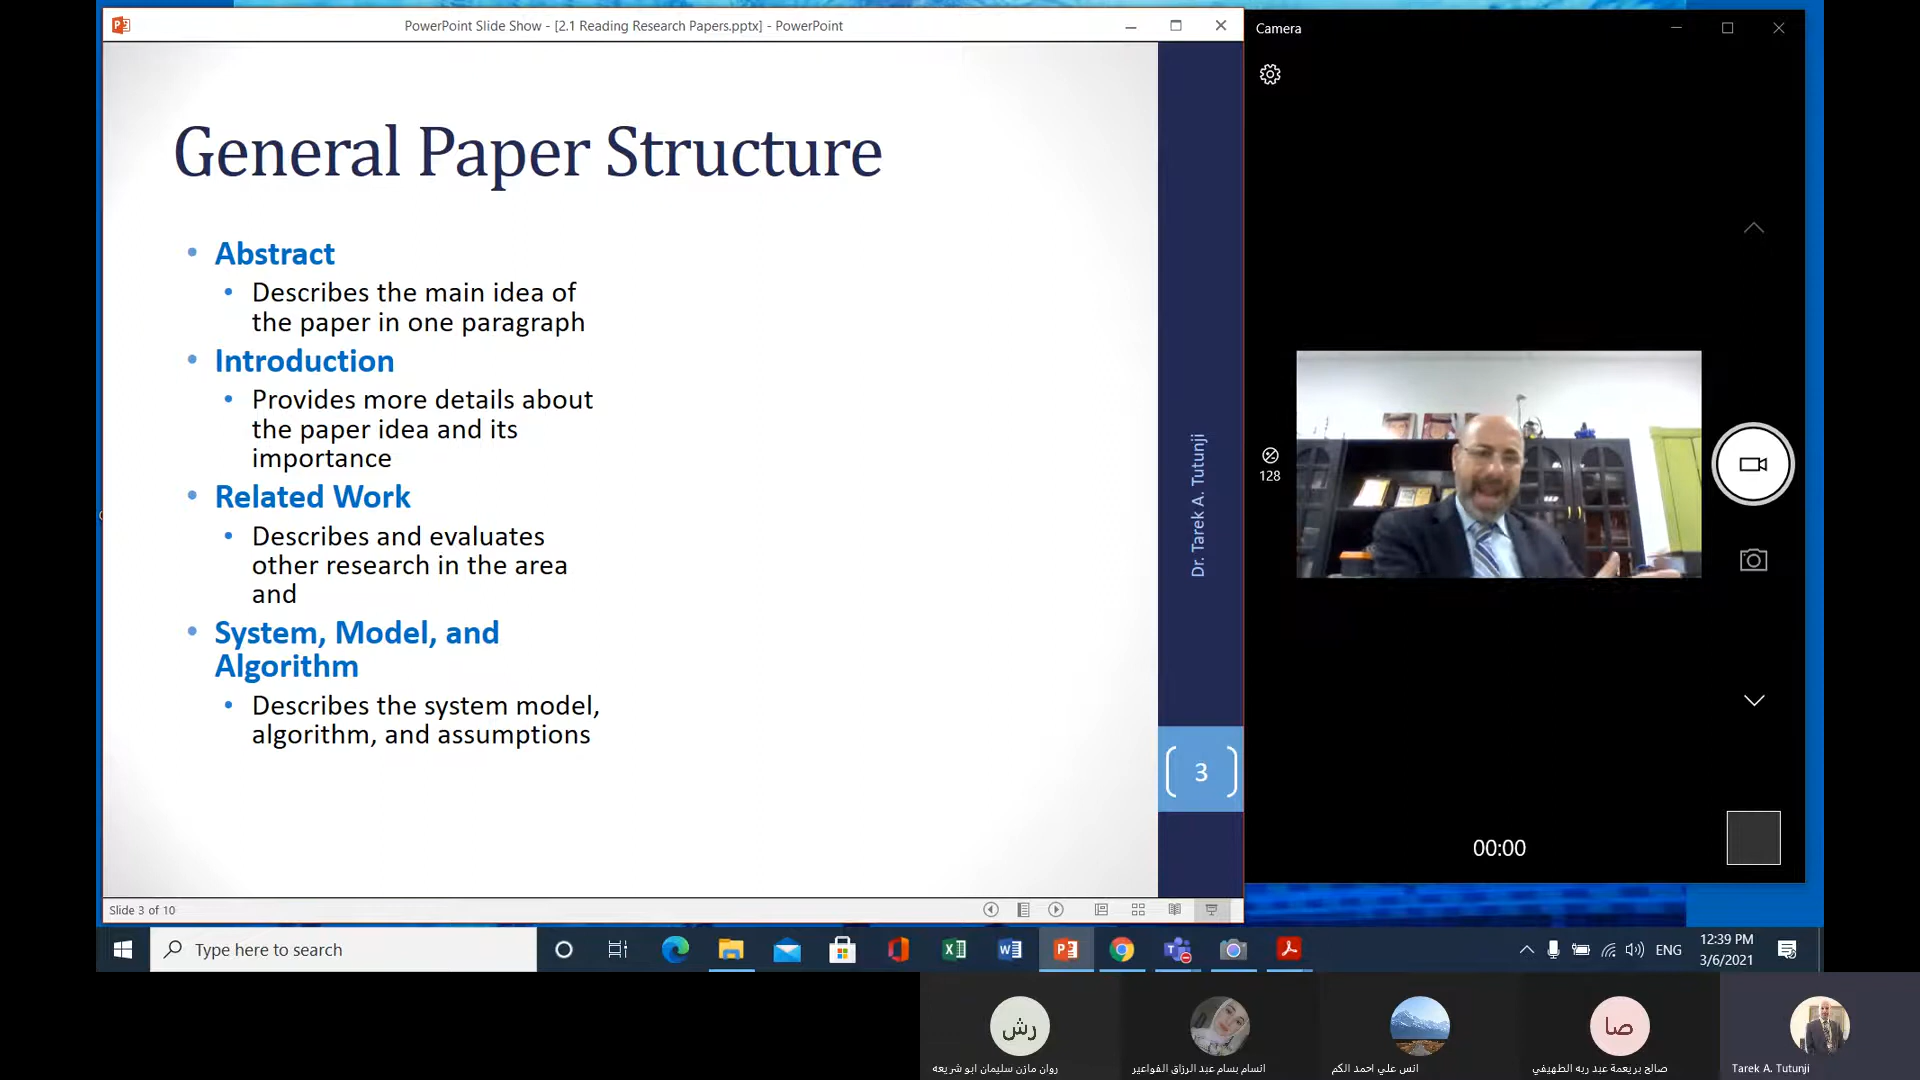 PowerPoint Slide Show - [2.1 Reading Research Papers.pptx] - PowerPoint
General Paper Structure
• Abstract
• Describes the main idea of
the paper in one paragraph
• Introduction
• Provides more details about
the paper idea and its
importance
• Related Work
• Describes and evaluates
other research in the area
and
• System, Model, and
Algorithm
• Describes the system model,
algorithm, and assumptions
Dr. Tarek A. Tutunji
3
Slide 3 of 10
Camera
128
00:00
Type here to search
ENG
12:39 PM
3/6/2021
رش
صا
روان مازن سليمان ابو شريعه
انسام بسام عبد الرزاق الفواعير
انس علي احمد الكم
صالح بريعمة عبد ربه الطهيفي
Tarek A. Tutunji